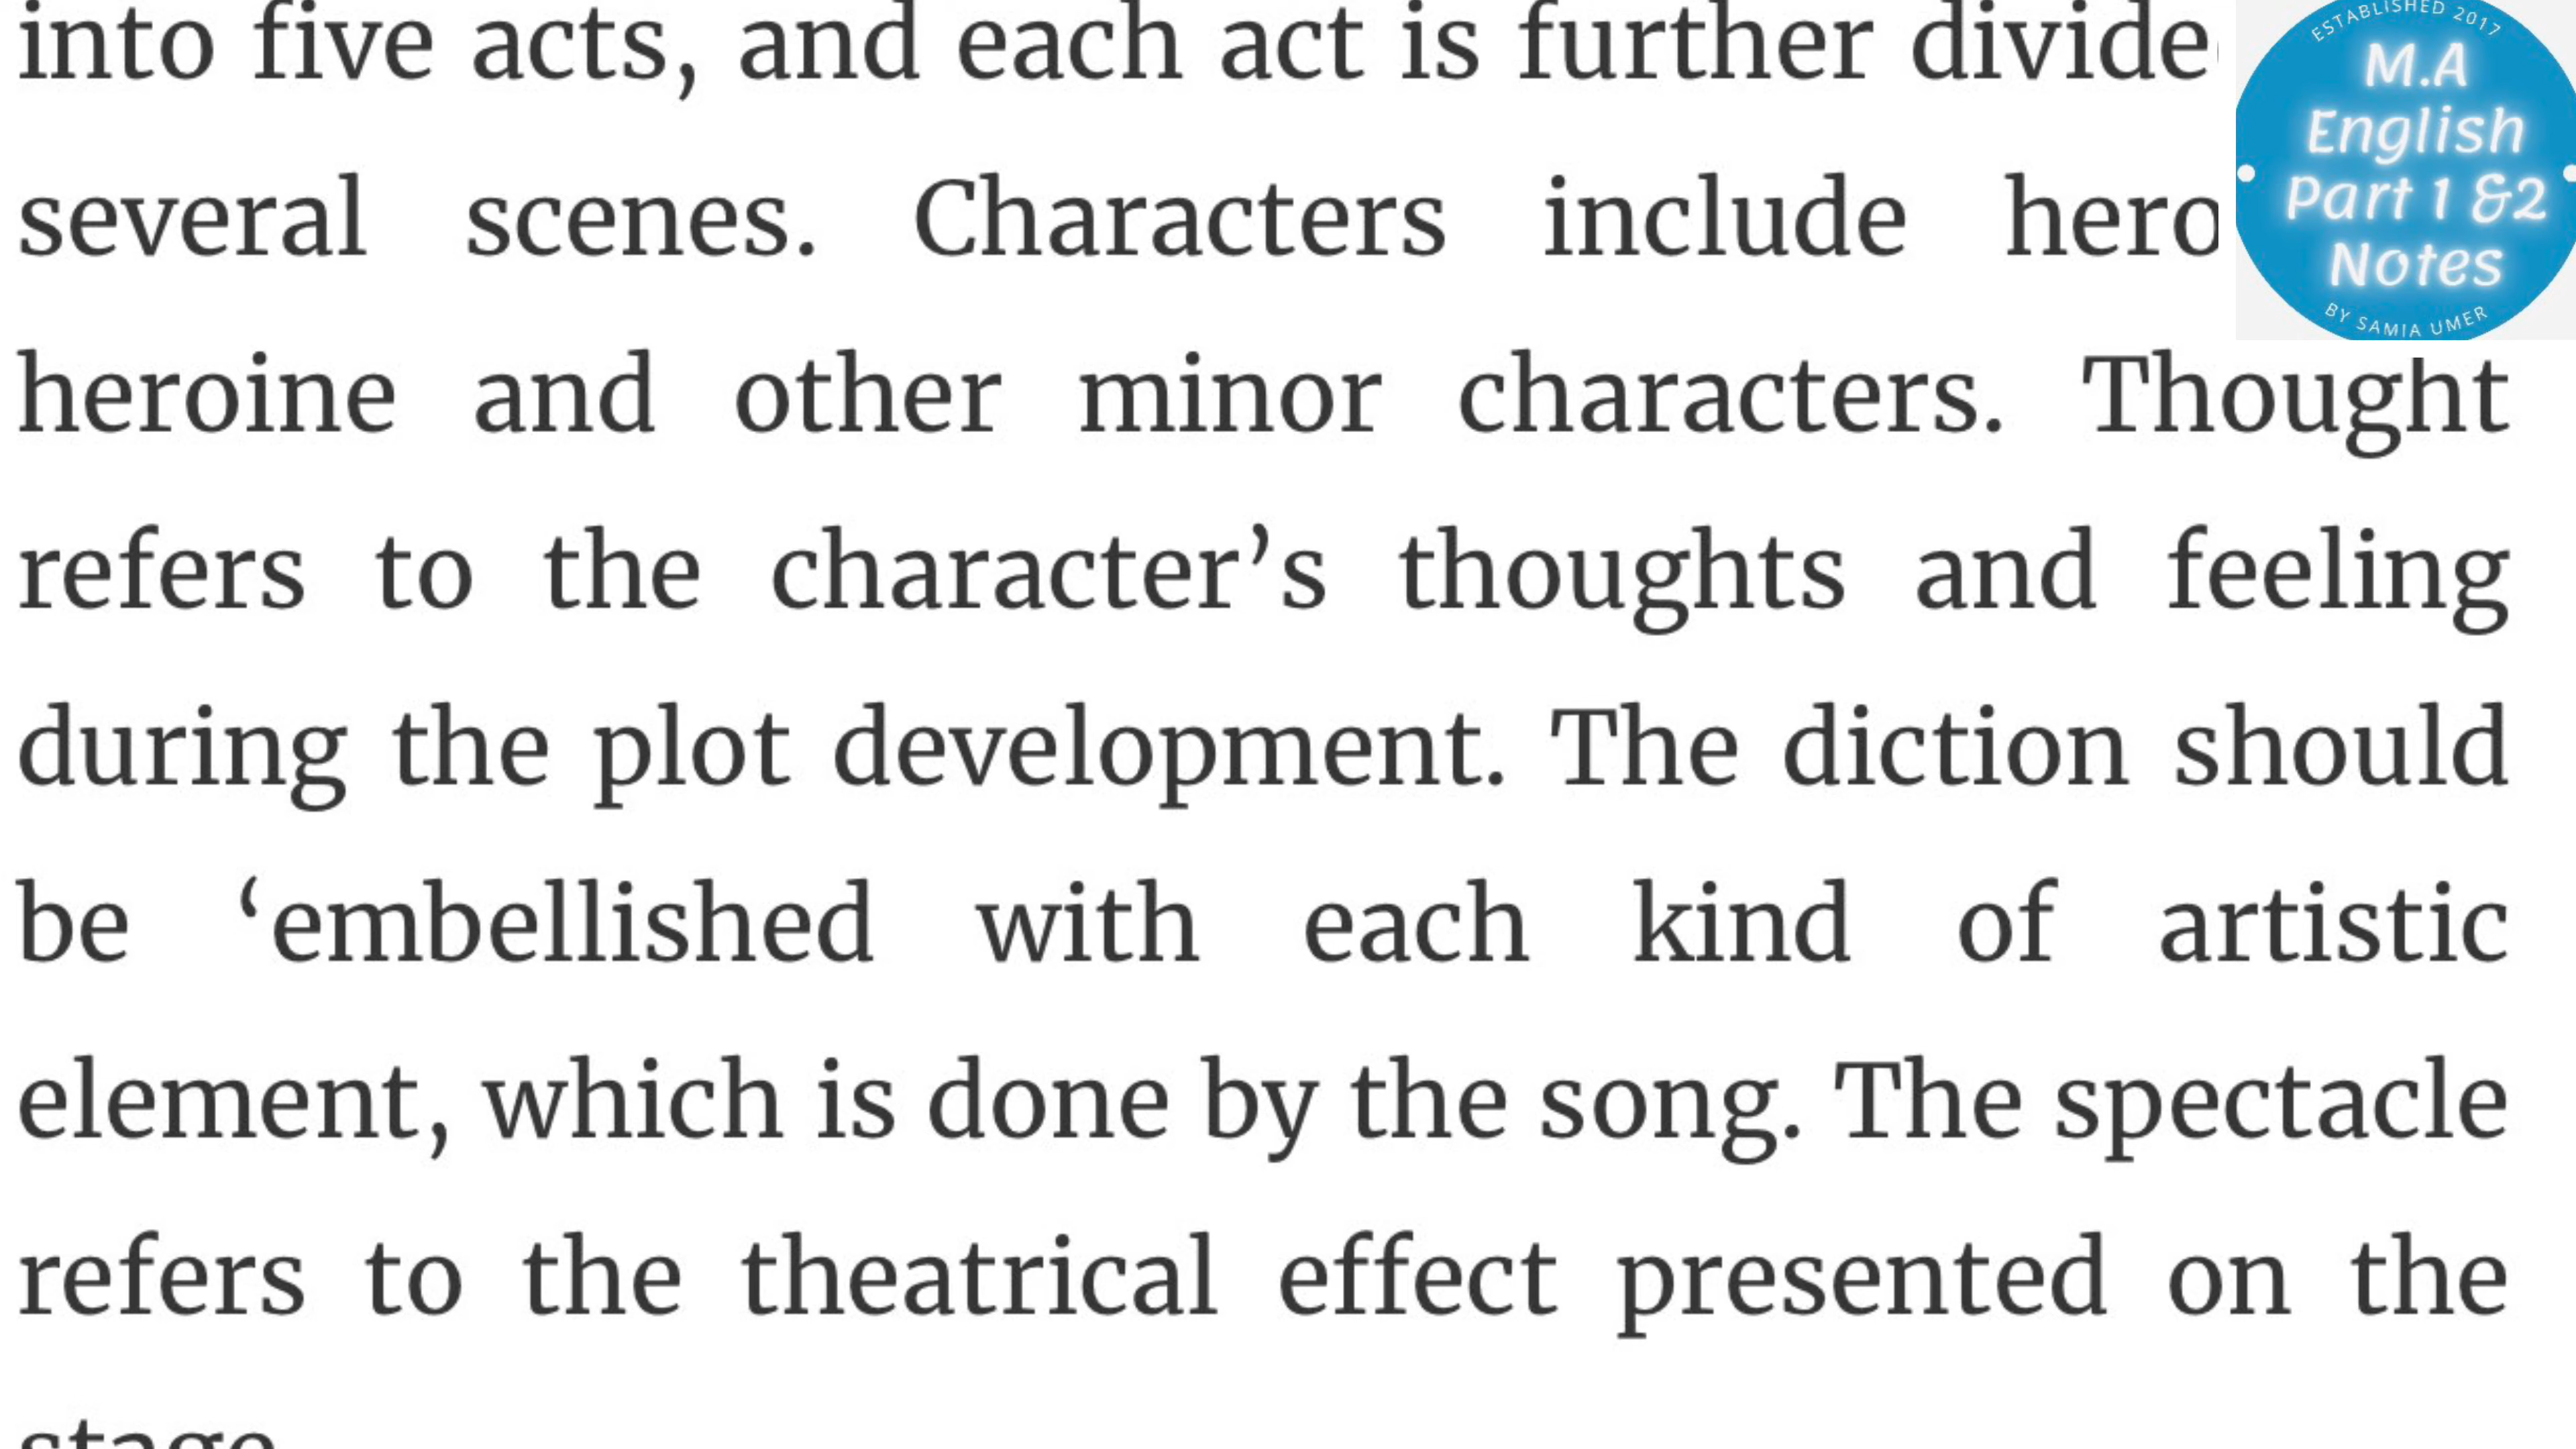 into five acts, and each act is further divide
several scenes. Characters include hero
heroine and other minor characters. Thought
refers to the character’s thoughts and feeling
during the plot development. The diction should
be ‘embellished with each kind of artistic
element, which is done by the song. The spectacle
refers to the theatrical effect presented on the
stage
ESTABLISHED 2017
M.A
English
Part 1 &2
Notes
BY SAMIA UMER